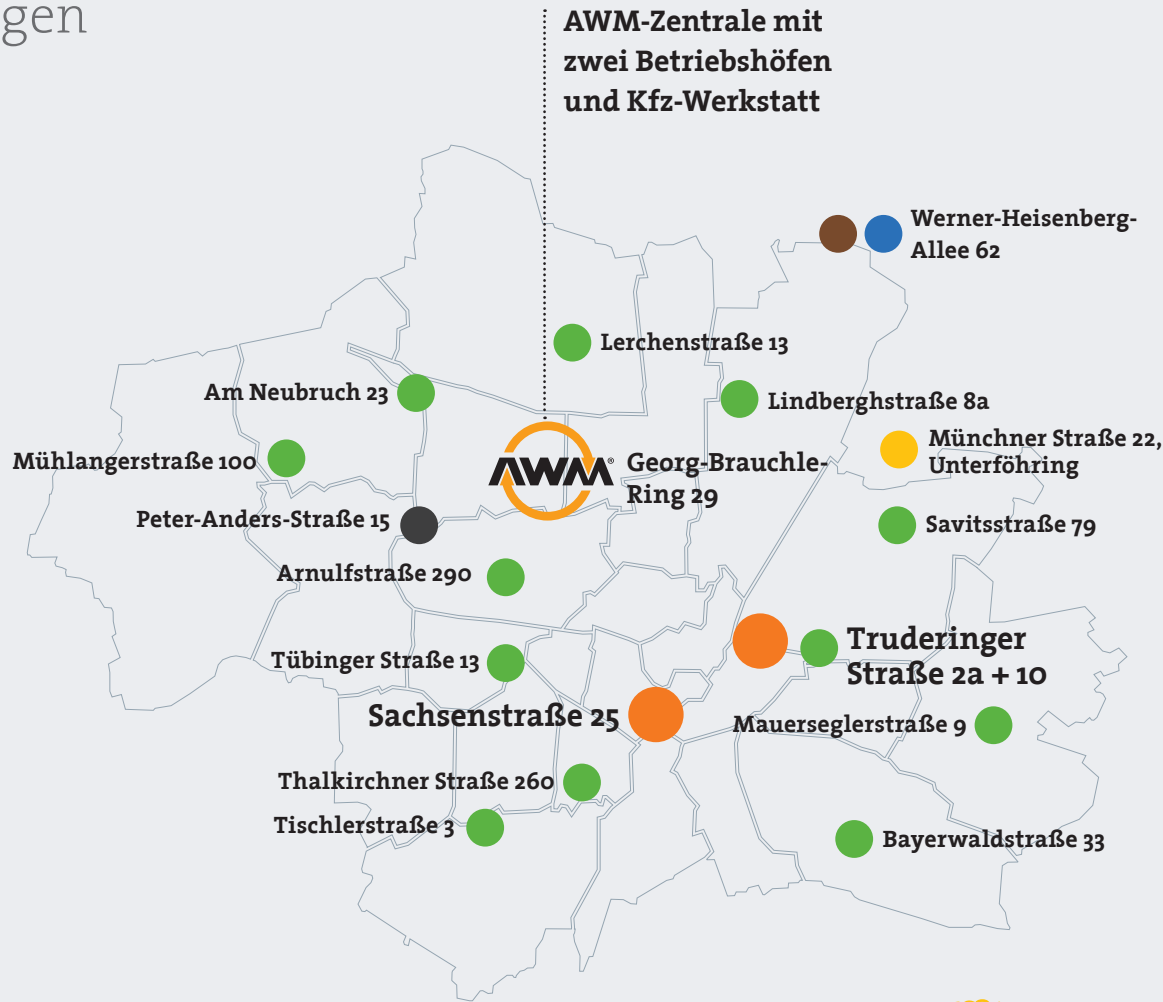 gen
AWM-Zentrale mit
zwei Betriebshöfen
und Kfz-Werkstatt
Werner-Heisenberg-
Allee 62
Lerchenstraße 13
Am Neubruch 23
Lindberghstraße 8a
Münchner Straße 22,
Unterföhring
Mühlangerstraße 100
AWM®
Georg-Brauchle-
Ring 29
Peter-Anders-Straße 15
Savitsstraße 79
Arnulfstraße 290
Truderinger
Straße 2a + 10
Tübinger Straße 13
Sachsenstraße 25
Mauerseglerstraße 9
Thalkirchner Straße 260
Tischlerstraße 3
Bayerwaldstraße 33